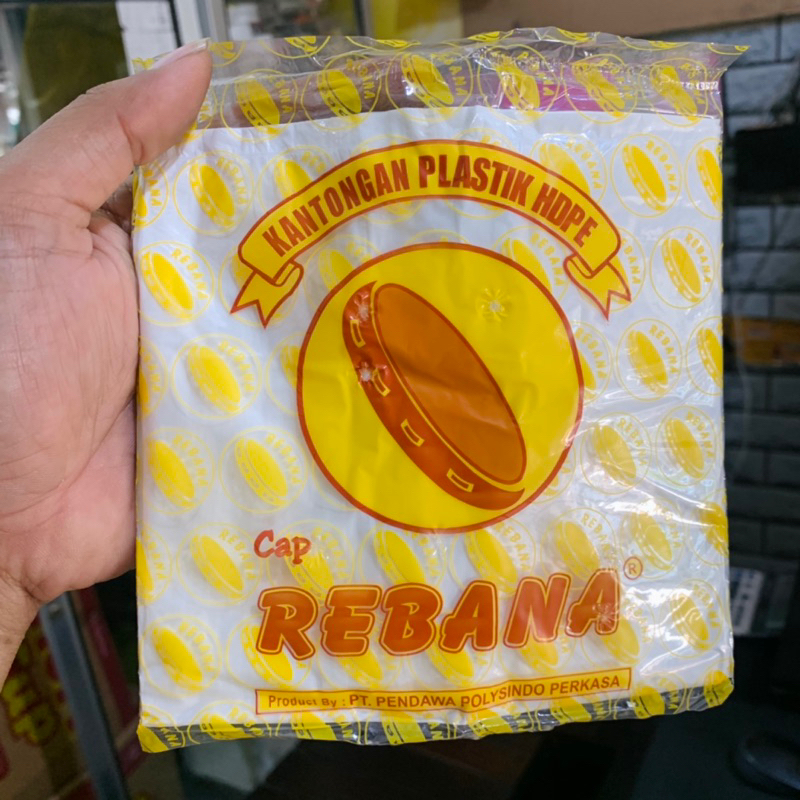 KANTONGAN PLASTIK HDPE
Cap
REBANA®
Product By : PT. PENDAWA POLYSINDO PERKASA